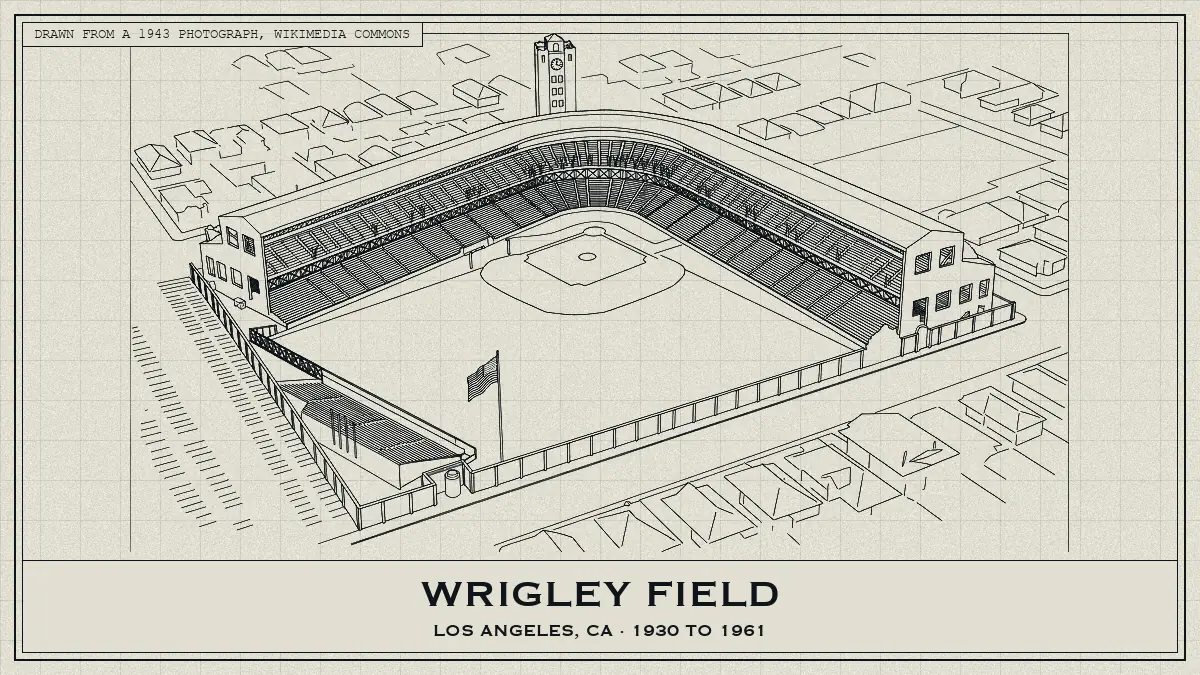 DRAWN FROM A 1943 PHOTOGRAPH, WIKIMEDIA COMMONS
WRIGLEY FIELD
LOS ANGELES, CA · 1930 TO 1961